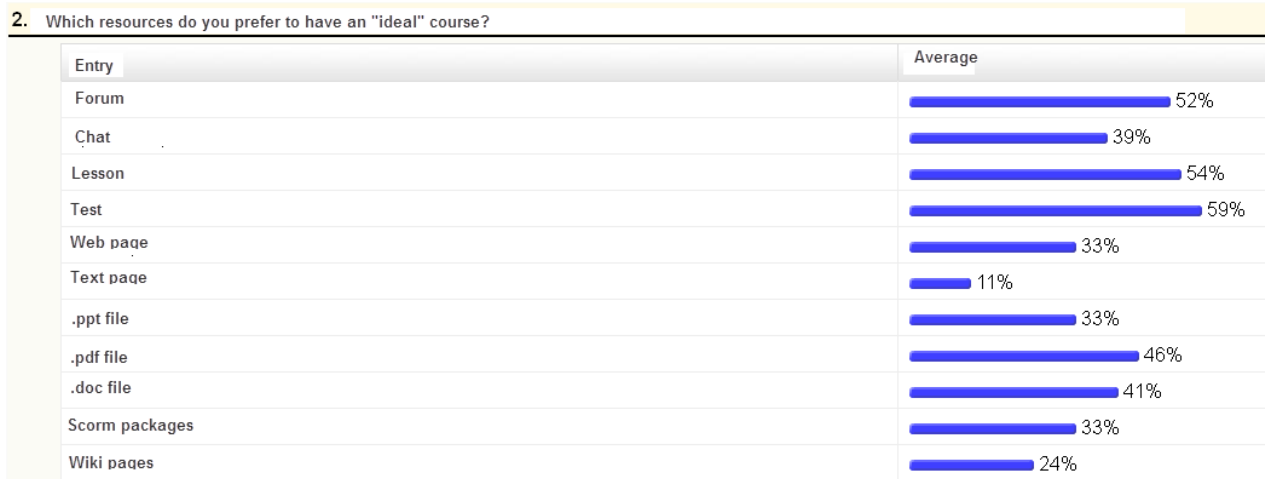 2. Which resources do you prefer to have an "ideal" course?
Entry Average
Forum 52%
Chat 39%
Lesson 54%
Test 59%
Web page 33%
Text page 11%
.ppt file 33%
.pdf file 46%
.doc file 41%
Scorm packages 33%
Wiki pages 24%